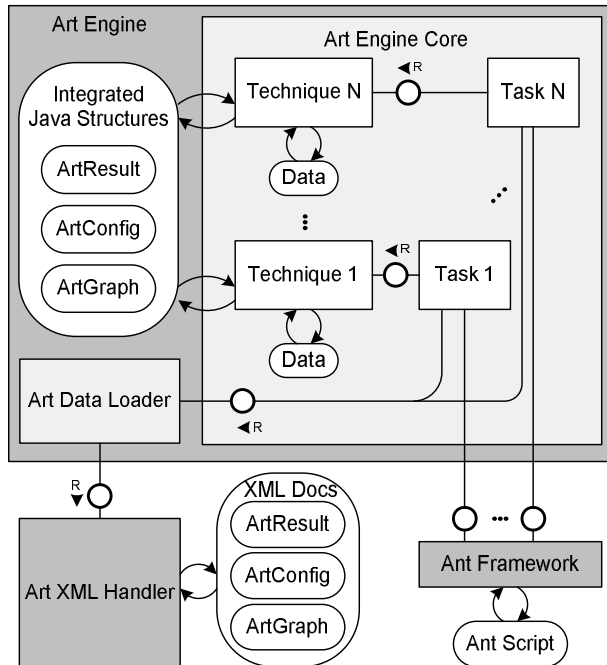 Art Engine
Art Engine Core
Integrated
Java Structures
ArtResult
ArtConfig
ArtGraph
Technique N
R
Task N
Data
...
...
Technique 1
R
Task 1
Data
Art Data Loader
R
R
XML Docs
ArtResult
ArtConfig
ArtGraph
Art XML Handler
...
Ant Framework
Ant Script